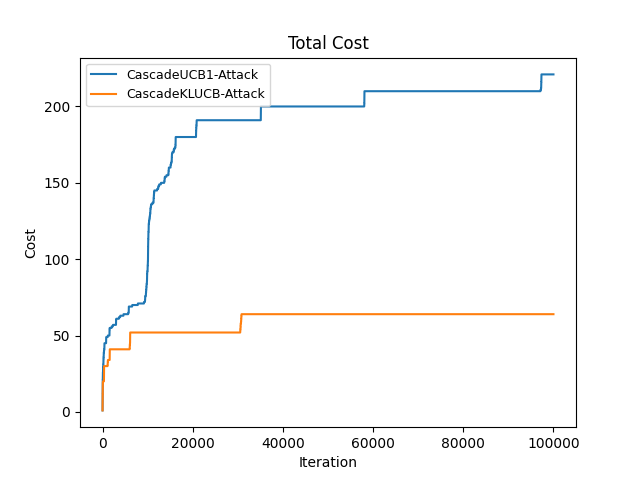 Total Cost
CascadeUCB1-Attack
CascadeKLUCB-Attack
200
150
100
50
0
Cost
0 20000 40000 60000 80000 100000
Iteration